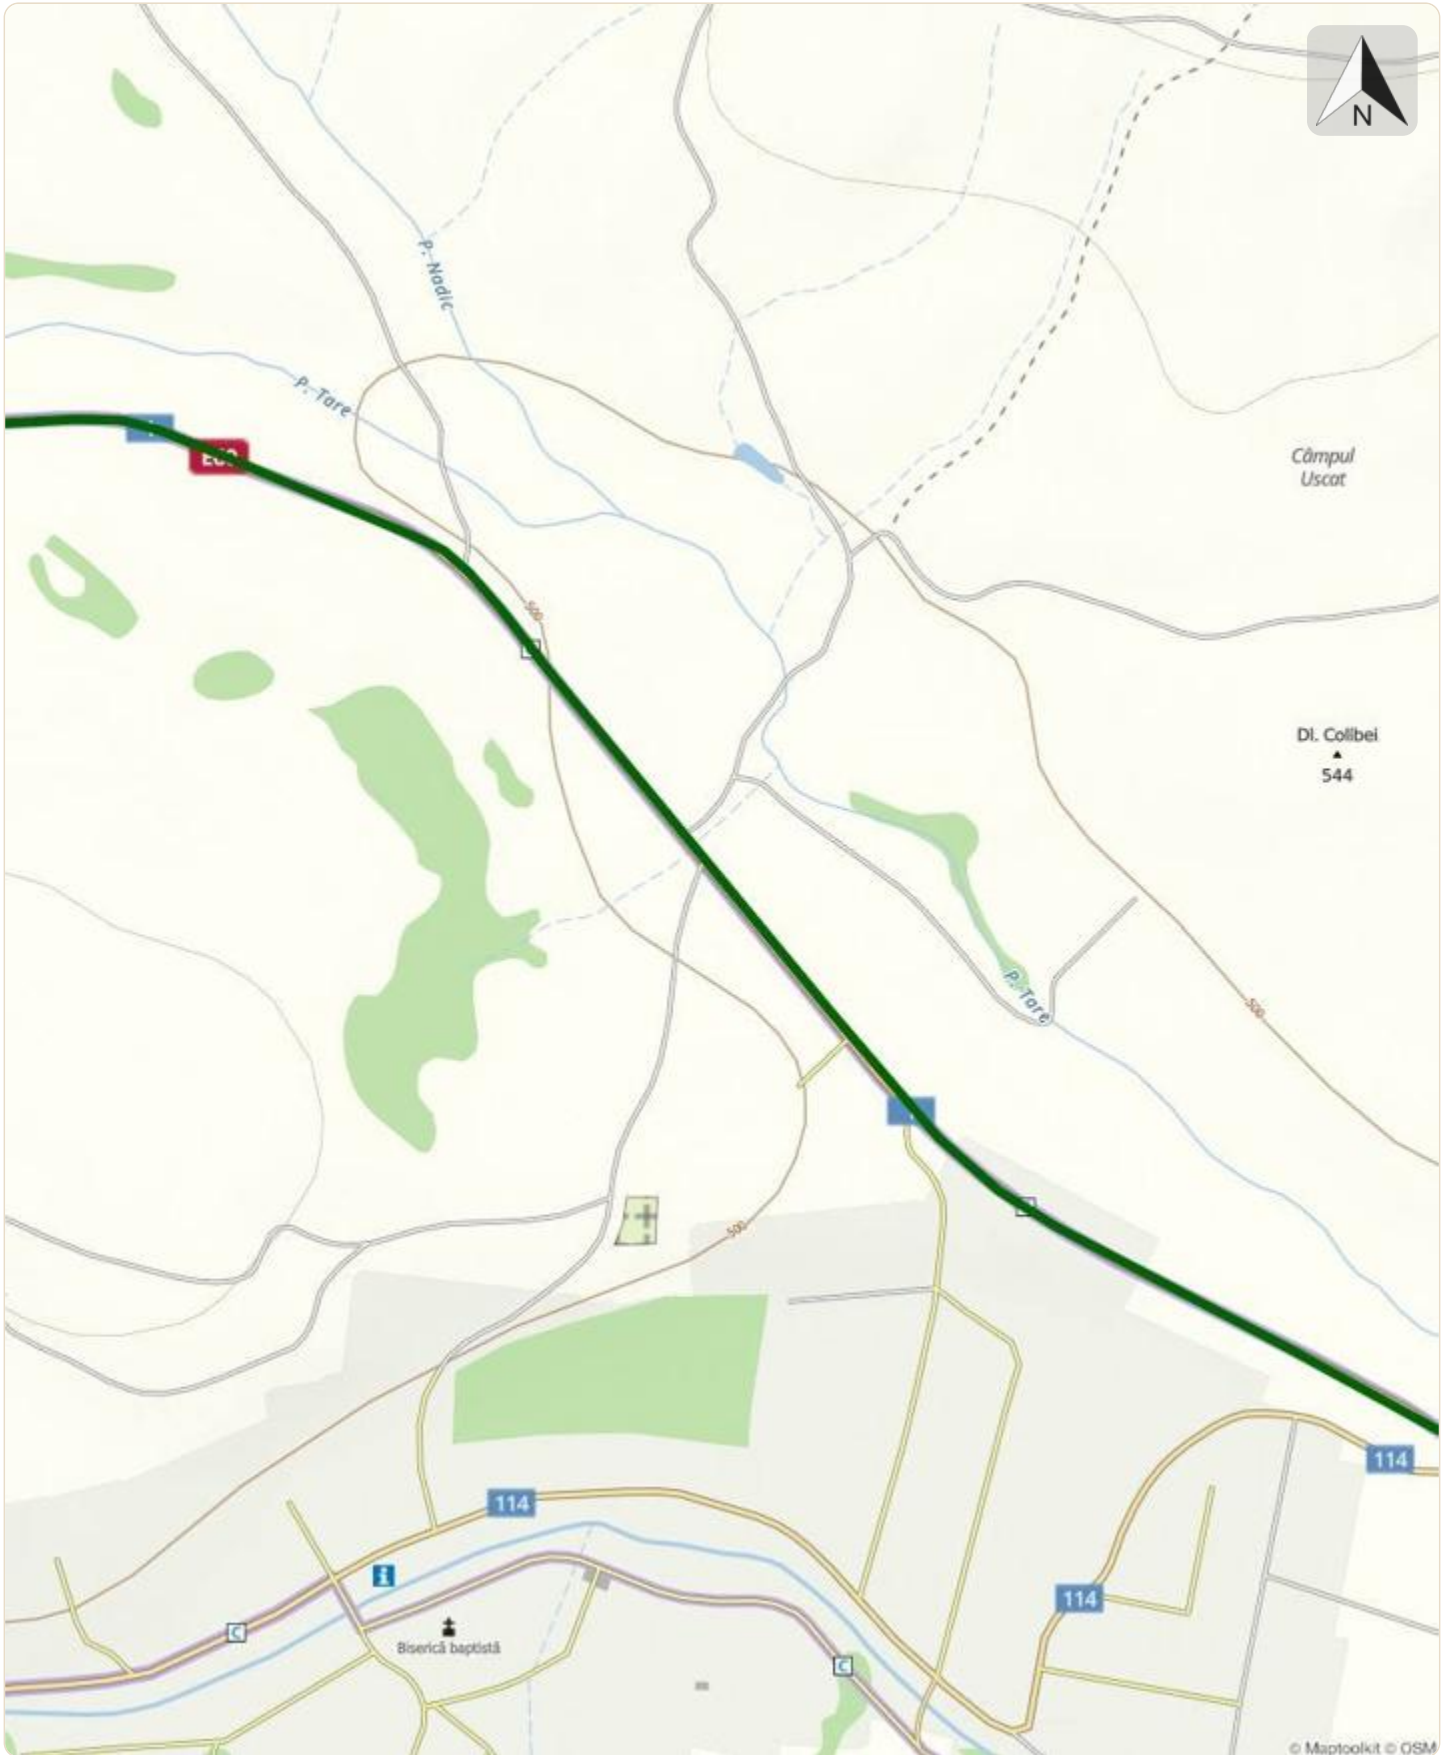 N
P. Nadic
P. Tare
Câmpul
Uscat
500
Dl. Colibei
544
P. Tare
500
500
114
114
114
C
Biserică baptistă
C
© Maptoolkit © OSM